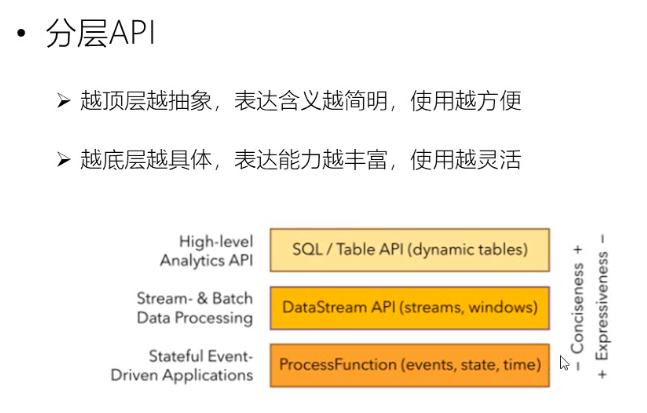 • 分层API
➢ 越顶层越抽象，表达含义越简明，使用越方便
➢ 越底层越具体，表达能力越丰富，使用越灵活
High-level
Analytics API
SQL / Table API (dynamic tables)
Stream- & Batch
Data Processing
DataStream API (streams, windows)
Stateful Event-
Driven Applications
ProcessFunction (events, state, time)
− Conciseness +
+ Expressiveness −